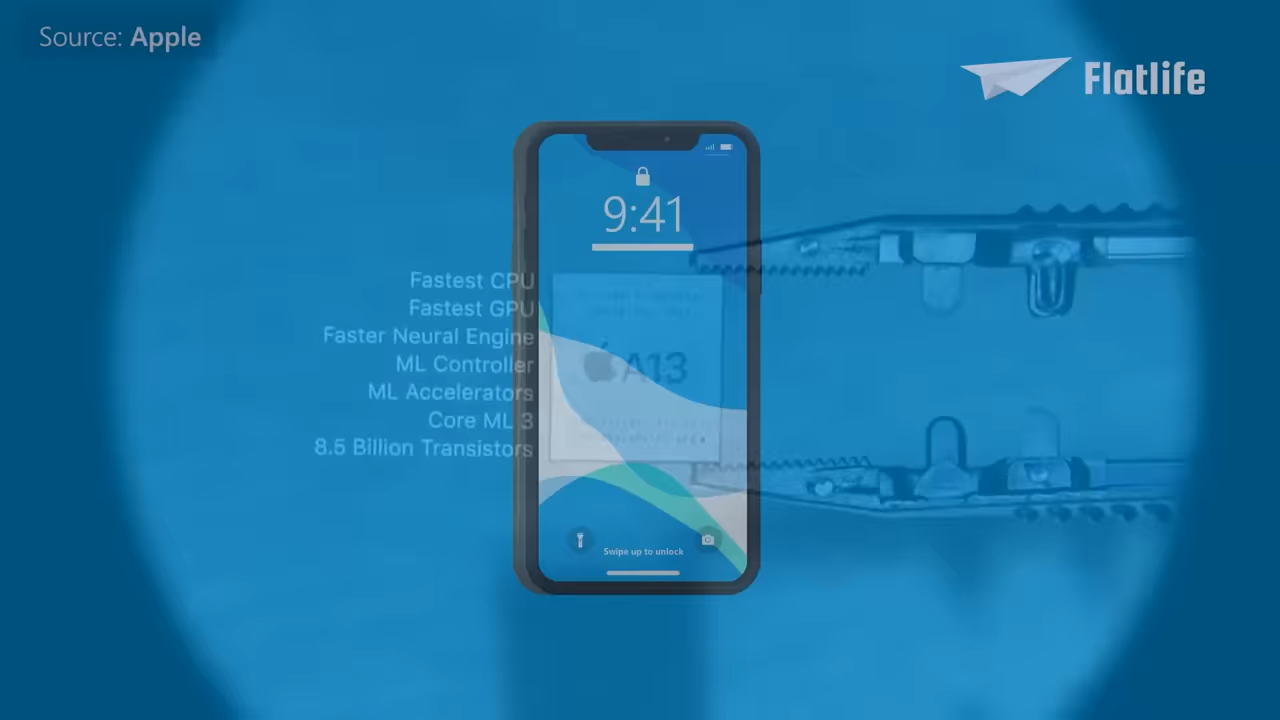 Source: Apple
Flatlife
9:41
Fastest CPU
Fastest GPU
Faster Neural Engine
ML Controller
ML Accelerators
Core ML 3
8.5 Billion Transistors
A13
Swipe up to unlock